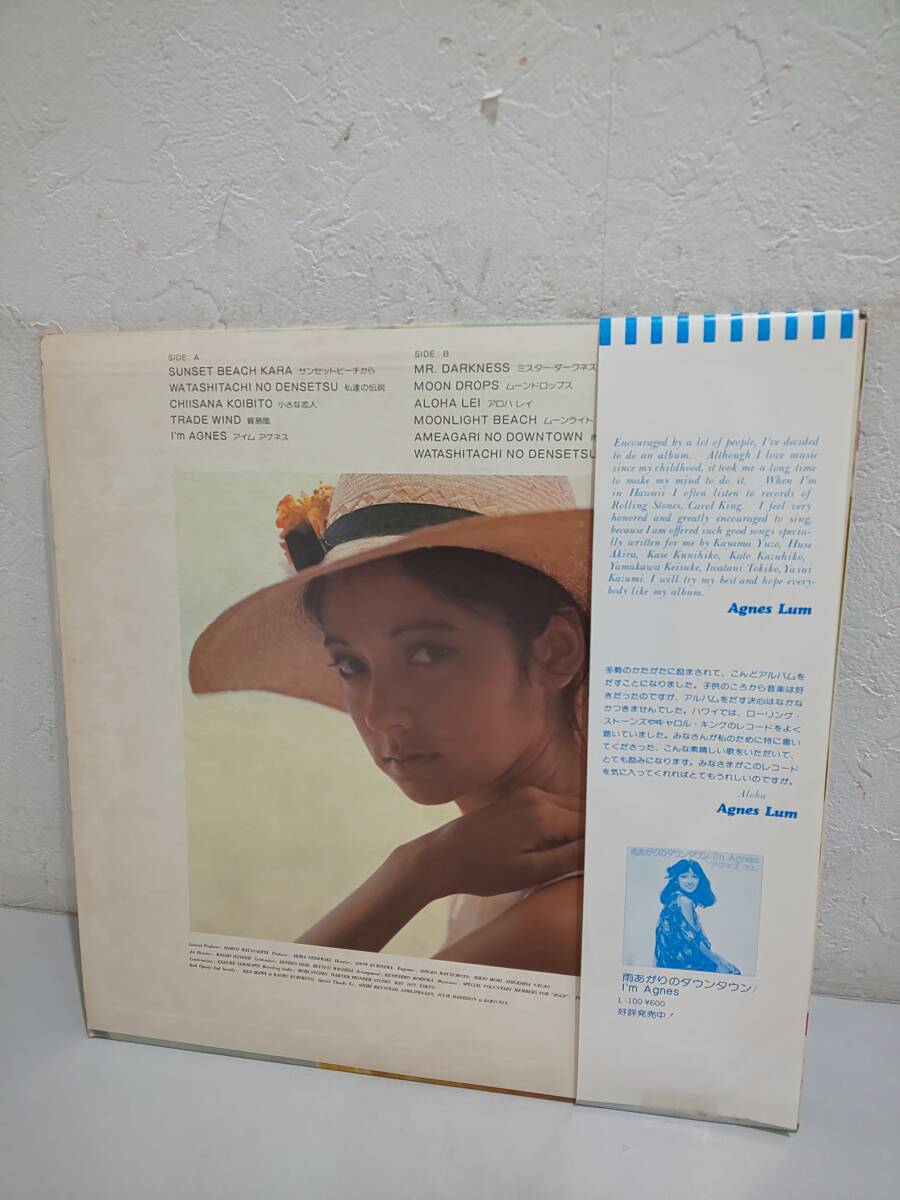 SIDE : A
SUNSET BEACH KARA サンセットビーチから
WATASHITACHI NO DENSETSU 私達の伝説
CHIISANA KOIBITO 小さな恋人
TRADE WIND 貿易風
I'm AGNES アイム アグネス
SIDE : B
MR. DARKNESS ミスター・ダークネス
MOON DROPS ムーンドロップス
ALOHA LEI アロハ レイ
MOONLIGHT BEACH ムーンライト
AMEAGARI NO DOWNTOWN
WATASHITACHI NO DENSETSU
Encouraged by a lot of people, I've decided
to do an album. Although I love music
since my childhood, it took me a long time
to make my mind to do it. When I'm
in Hawaii I often listen to records of
Rolling Stones, Carol King. I feel very
honored and greatly encouraged to sing,
because I am offered such good songs specia-
lly written for me by Kayama Yuzo, Huse
Akira, Kase Kunihiko, Kato Kazuhiko,
Yamakawa Keisuke, Iwatani Tokiko, Yasui
Kazumi. I will try my best and hope every-
body like my album.
Agnes Lum
多勢のかたがたに励まされて、こんどアルバムを
だすことになりました。子供のころから音楽は好
きだったのですが、アルバムをだす決心はなかな
かつきませんでした。ハワイでは、ローリング・
ストーンズやキャロル・キングのレコードをよく
聴いていました。みなさんが私のために特に書い
てくださった、こんな素晴しい歌をいただいて、
とても励みになります。みなさまがこのレコード
を気に入ってくれればとてもうれしいのですが。
Aloha
Agnes Lum
雨あがりのダウンタウン I'm Agnes
アグネス ラム
雨あがりのダウンタウン/
I'm Agnes
L-100 ¥600
好評発売中!